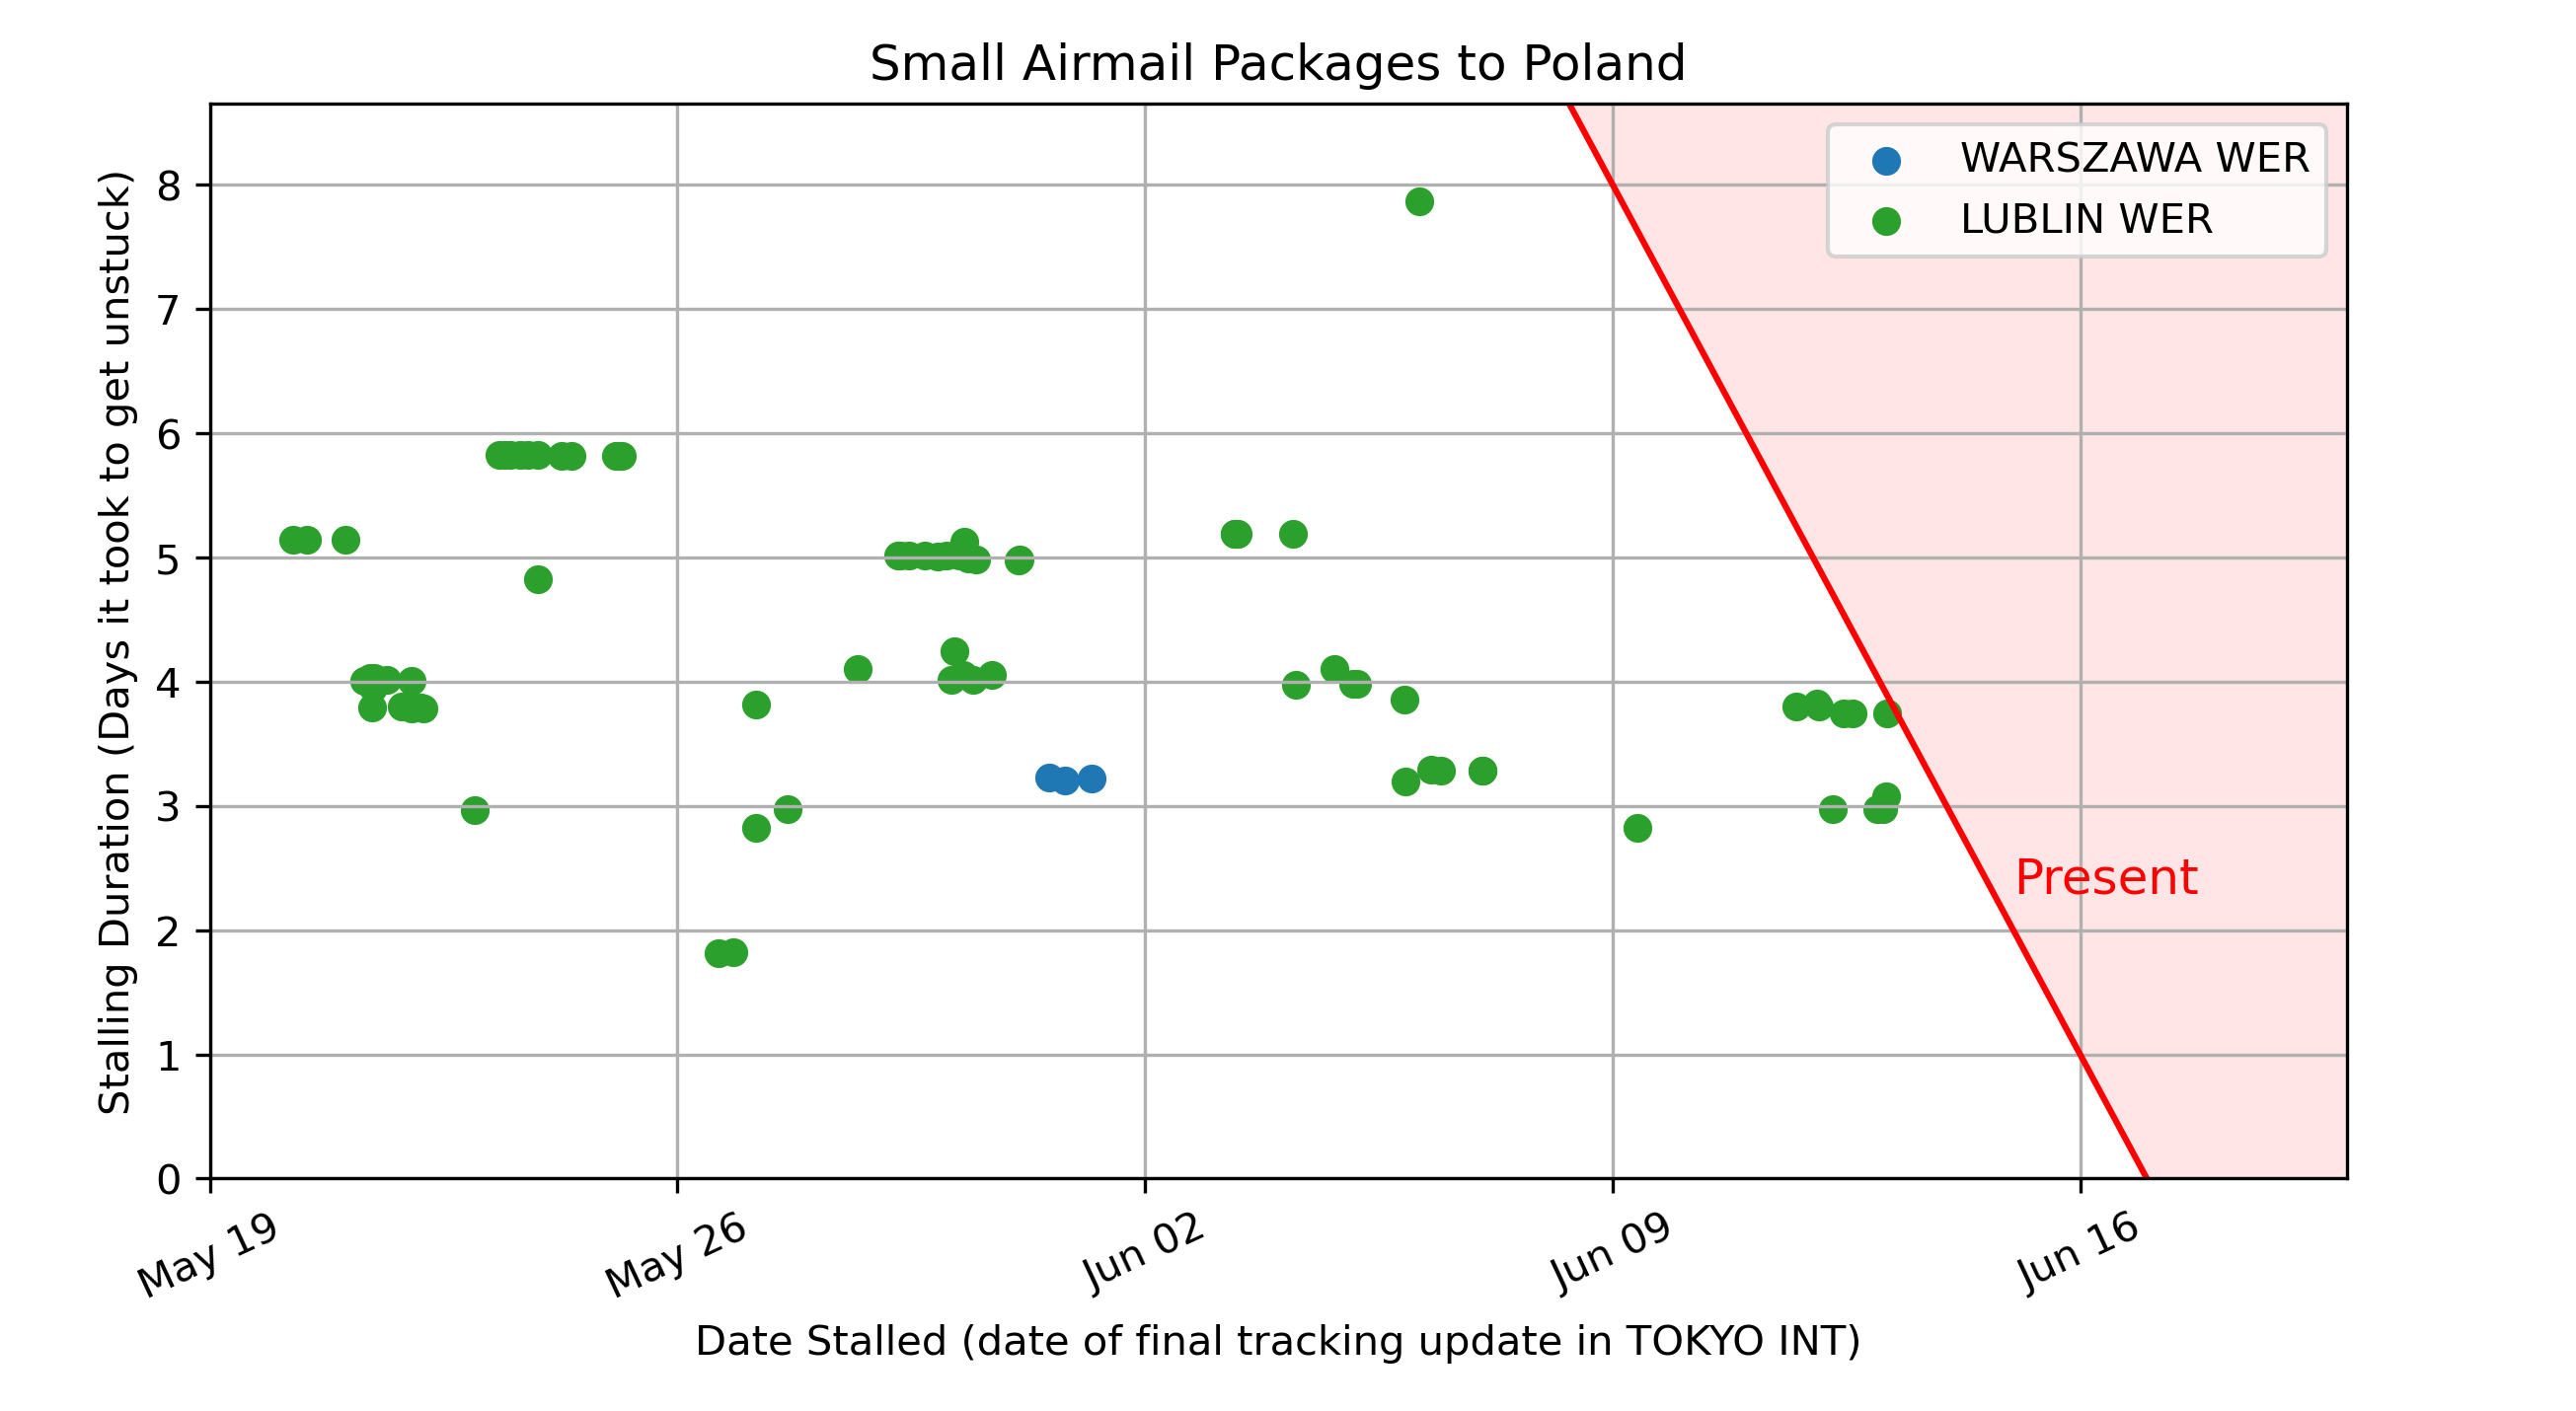 Small Airmail Packages to Poland
Stalling Duration (Days it took to get unstuck)
8
7
6
5
4
3
2
1
0
WARSZAWA WER
LUBLIN WER
Present
May 19
May 26
Jun 02
Jun 09
Jun 16
Date Stalled (date of final tracking update in TOKYO INT)